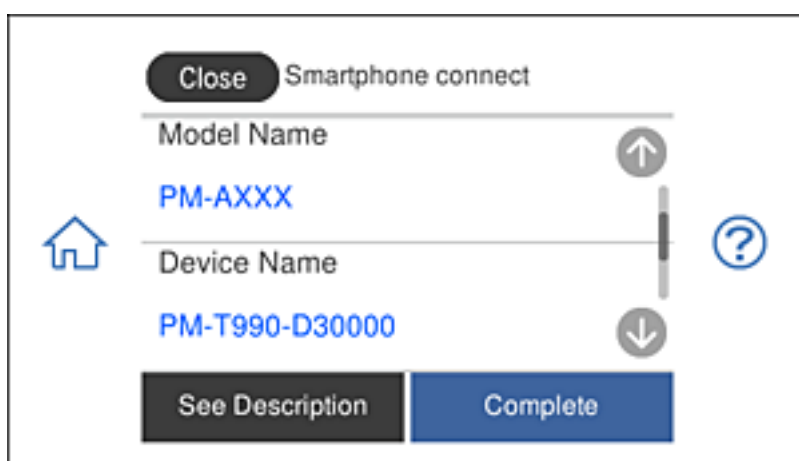 Close Smartphone connect
Model Name
PM-AXXX
Device Name
PM-T990-D30000
See Description Complete